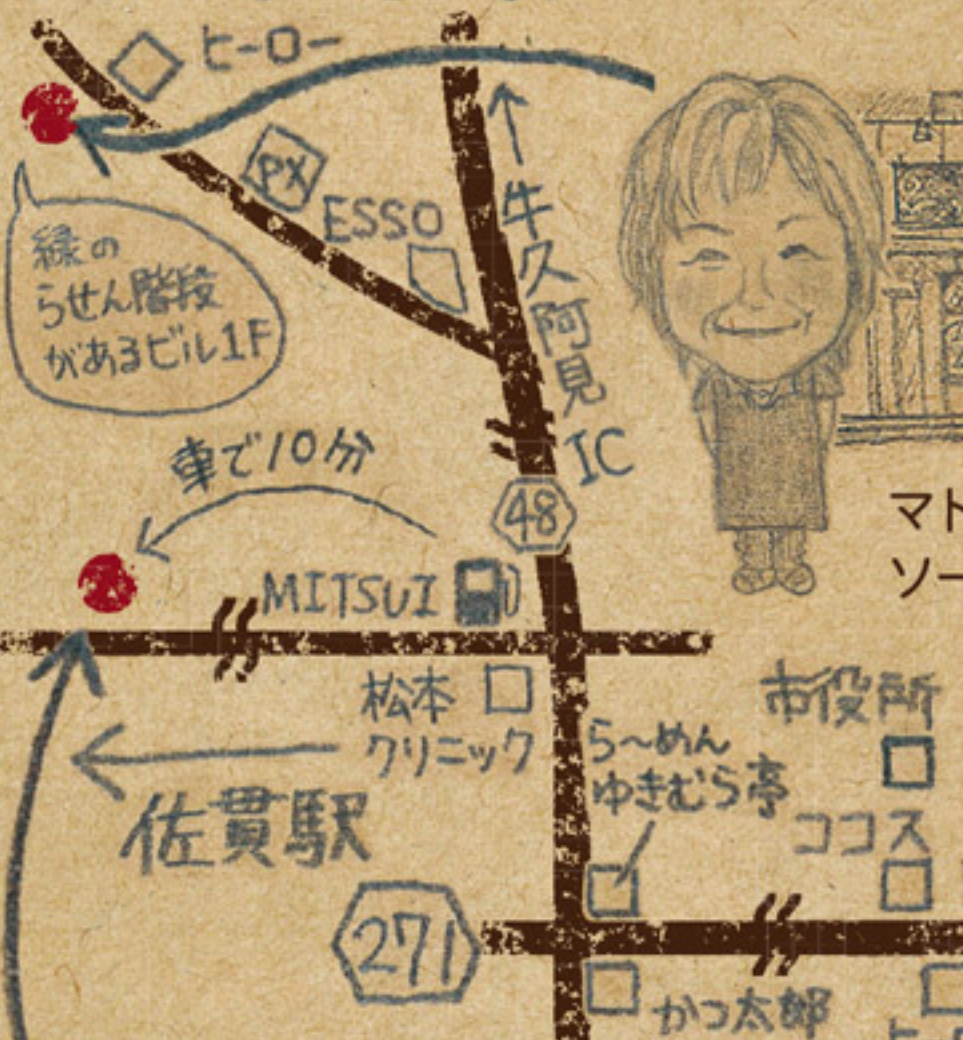 ヒーロー
PX
ESSO
牛久阿見
IC
緑の
らせん階段
があるビル1F
車で10分
48
マト
ソー
MITSUI
松本
クリニック
市役所
ら〜めん
ゆきむら亭
ココス
佐貫駅
271
かつ太郎